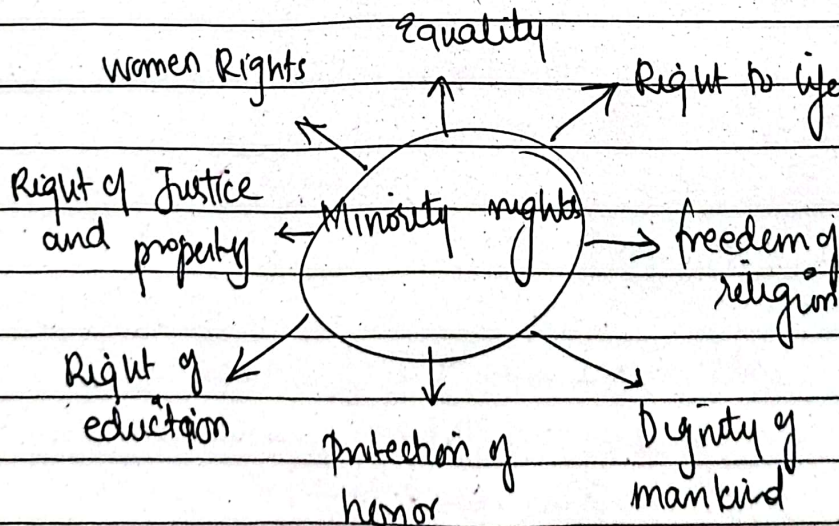 Equality
women Rights
Right to life
Right of Justice
and property
Minority rights
freedom of
religion
Right of
eductaion
protection of
honor
Dignity of
mankind